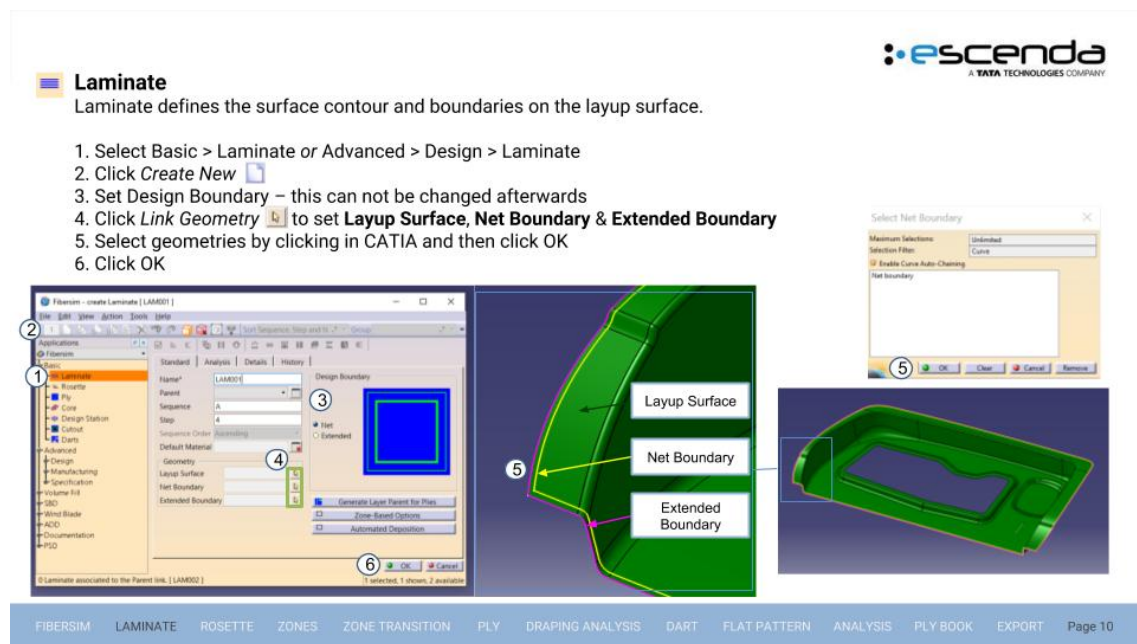 :•escenda
A TATA TECHNOLOGIES COMPANY
Laminate
Laminate defines the surface contour and boundaries on the layup surface.
1. Select Basic > Laminate or Advanced > Design > Laminate
2. Click Create New
3. Set Design Boundary – this can not be changed afterwards
4. Click Link Geometry to set Layup Surface, Net Boundary & Extended Boundary
5. Select geometries by clicking in CATIA and then click OK
6. Click OK
Select Net Boundary
Maximum Selections: Unlimited
Selection Filter: Curve
Enable Curve Auto-Chaining
Net boundary
5
OK Clear Cancel Remove
Fibersim - create Laminate [ LAM001 ]
File Edit View Action Tools Help
2
Sort Sequence, Step and N Group
Applications
Fibersim
Basic
1
Laminate
Rosette
Ply
Core
Design Station
Cutout
Darts
Advanced
Design
Manufacturing
Specification
Volume Fill
SBD
Wind Blade
ADD
Documentation
PSD
Standard Analysis Details History
Name* LAM001
Parent
Sequence A
Step 4
Sequence Order Ascending
Default Material
Geometry
4
Layup Surface
Net Boundary
Extended Boundary
Design Boundary
3
Net
Extended
Generate Layer Parent for Plies
Zone-Based Options
Automated Deposition
6
OK Cancel
0 Laminate associated to the Parent link. [ LAM002 ]
1 selected, 1 shown, 2 available
Layup Surface
Net Boundary
5
Extended
Boundary
FIBERSIM LAMINATE ROSETTE ZONES ZONE TRANSITION PLY DRAPING ANALYSIS DART FLAT PATTERN ANALYSIS PLY BOOK EXPORT Page 10